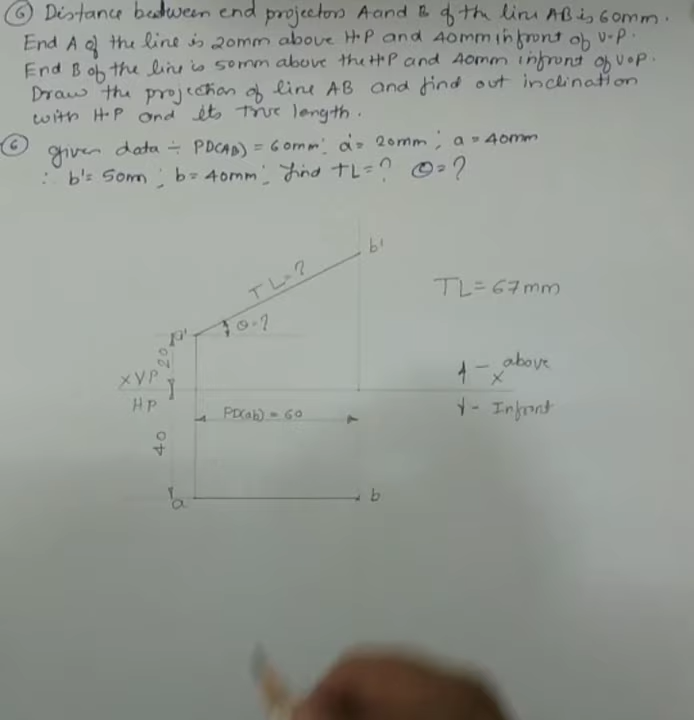 6 Distance between end projectors A and B of the line AB is 60mm.
End A of the line is 20mm above H.P and 40mm infront of V.P.
End B of the line is 50mm above the H.P and 40mm infront of V.P.
Draw the projection of line AB and find out inclination
with H.P and its True length.
6 given data ÷ PD(AB) = 60mm; a' = 20mm; a = 40mm
∴ b' = 50m; b = 40mm; find TL = ? θ = ?
b'
TL = ?
TL = 67mm
a' θ - ?
20
above
X VP
x
HP
Infront
PD(ab) = 60
40
a b